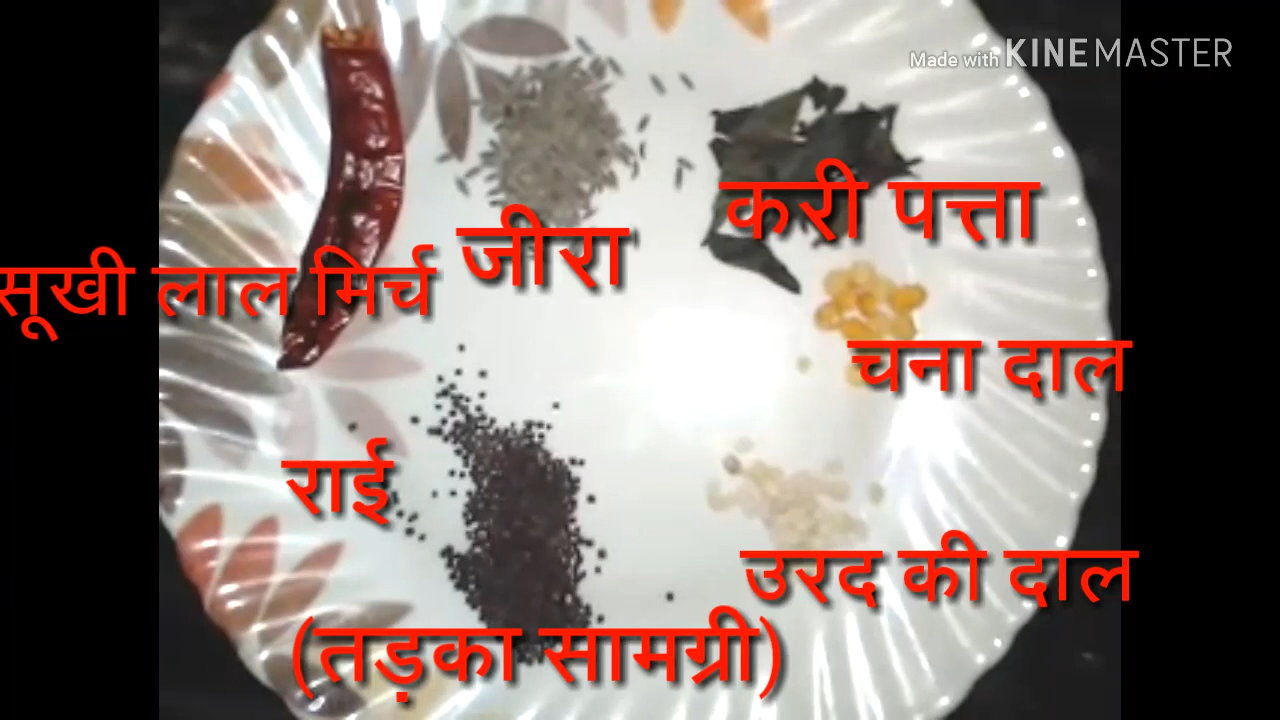 Made with KINEMASTER
करी पत्ता
जीरा
सूखी लाल मिर्च
चना दाल
राई
उरद की दाल
(तड़का सामग्री)